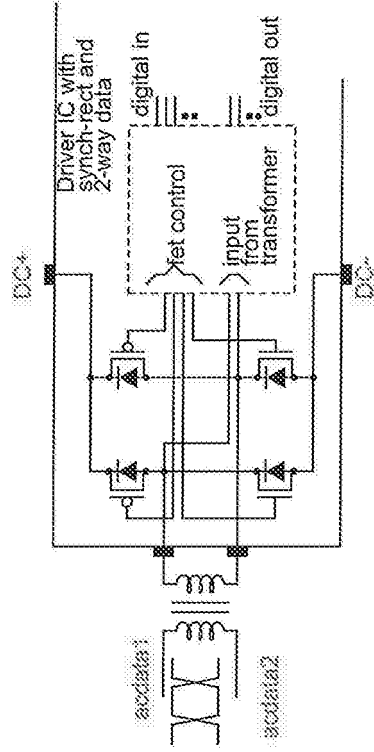 Driver IC with
synch-rect and
2-way data
digital in
digital out
DC+
DC-
fet control
input
from
transformer
acdata1
acdata2